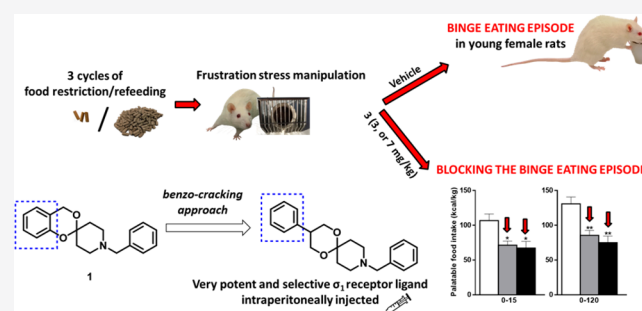 BINGE EATING EPISODE
in young female rats
3 cycles of
food restriction/refeeding
/
Frustration stress manipulation
Vehicle
3 (3, or 7 mg/kg)
BLOCKING THE BINGE EATING EPISODE
benzo-cracking
approach
O
O
N
1
O
O
N
Very potent and selective σ1 receptor ligand
intraperitoneally injected
Palatable food intake (kcal/kg)
150
100
50
0
* *
0-15
150
100
50
0
** **
0-120